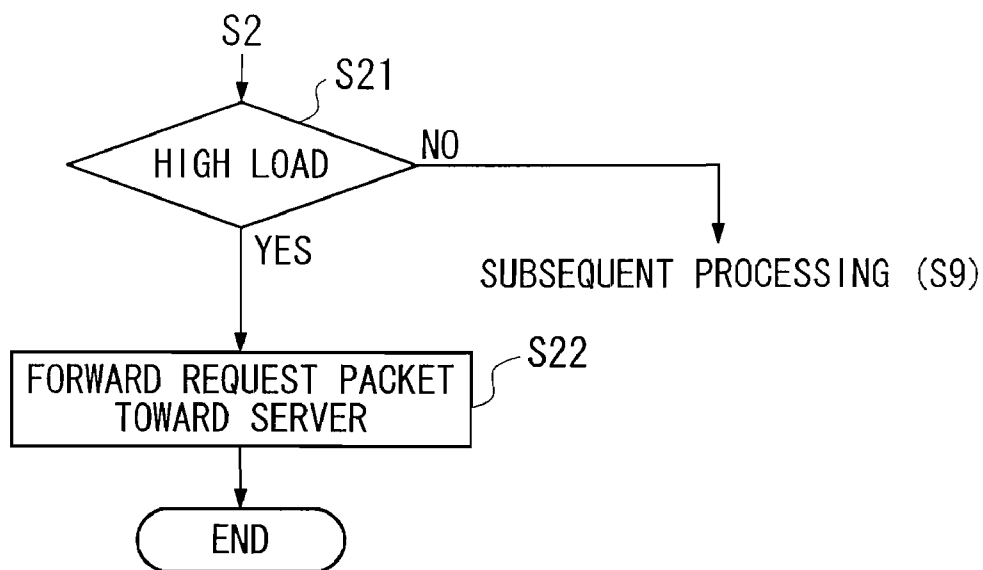 S2
S21
HIGH LOAD
NO
YES
SUBSEQUENT PROCESSING (S9)
S22
FORWARD REQUEST PACKET
TOWARD SERVER
END